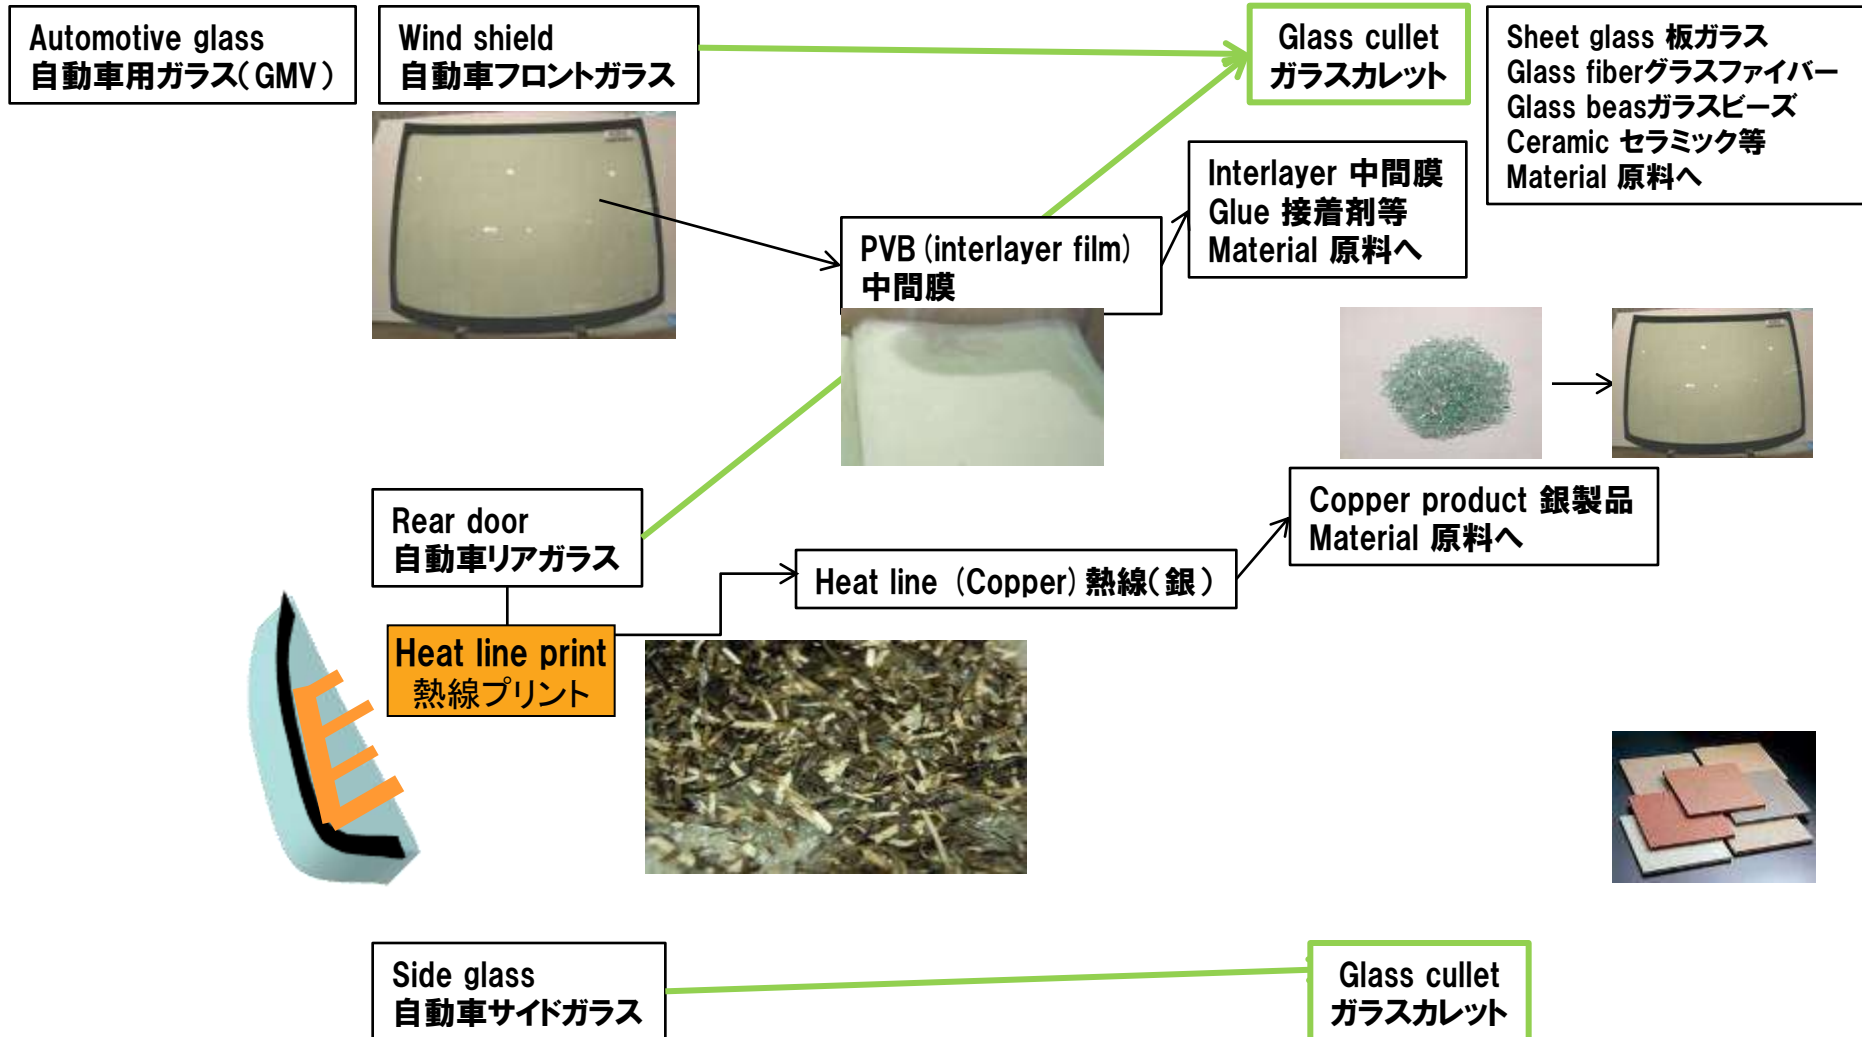 Automotive glass
自動車用ガラス(GMV)
Wind shield
自動車フロントガラス
Glass cullet
ガラスカレット
Sheet glass 板ガラス
Glass fiberグラスファイバー
Glass beasガラスビーズ
Ceramic セラミック等
Material 原料へ
Interlayer 中間膜
Glue 接着剤等
Material 原料へ
PVB (interlayer film)
中間膜
Rear door
自動車リアガラス
Copper product 銀製品
Material 原料へ
Heat line (Copper) 熱線(銀)
Heat line print
熱線プリント
Side glass
自動車サイドガラス
Glass cullet
ガラスカレット